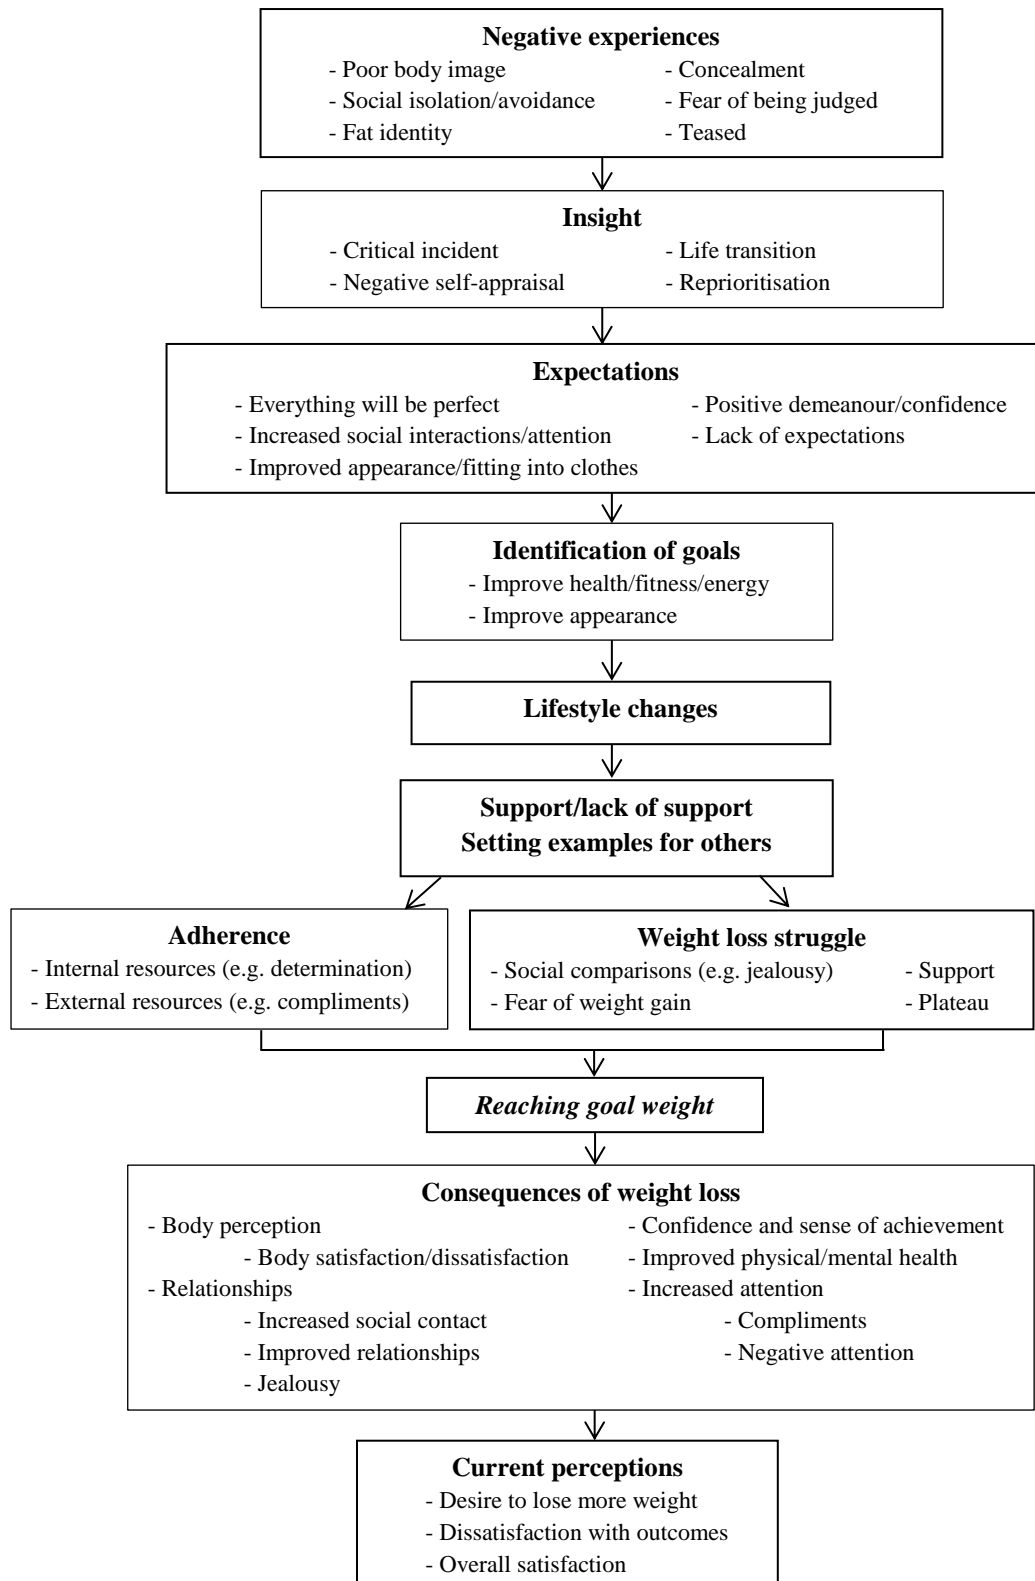 Negative experiences
- Poor body image - Concealment
- Social isolation/avoidance - Fear of being judged
- Fat identity - Teased
Insight
- Critical incident - Life transition
- Negative self-appraisal - Reprioritisation
Expectations
- Everything will be perfect - Positive demeanour/confidence
- Increased social interactions/attention - Lack of expectations
- Improved appearance/fitting into clothes
Identification of goals
- Improve health/fitness/energy
- Improve appearance
Lifestyle changes
Support/lack of support
Setting examples for others
Adherence
- Internal resources (e.g. determination)
- External resources (e.g. compliments)
Weight loss struggle
- Social comparisons (e.g. jealousy) - Support
- Fear of weight gain - Plateau
Reaching goal weight
Consequences of weight loss
- Body perception - Confidence and sense of achievement
- Body satisfaction/dissatisfaction - Improved physical/mental health
- Relationships - Increased attention
- Increased social contact - Compliments
- Improved relationships - Negative attention
- Jealousy
Current perceptions
- Desire to lose more weight
- Dissatisfaction with outcomes
- Overall satisfaction